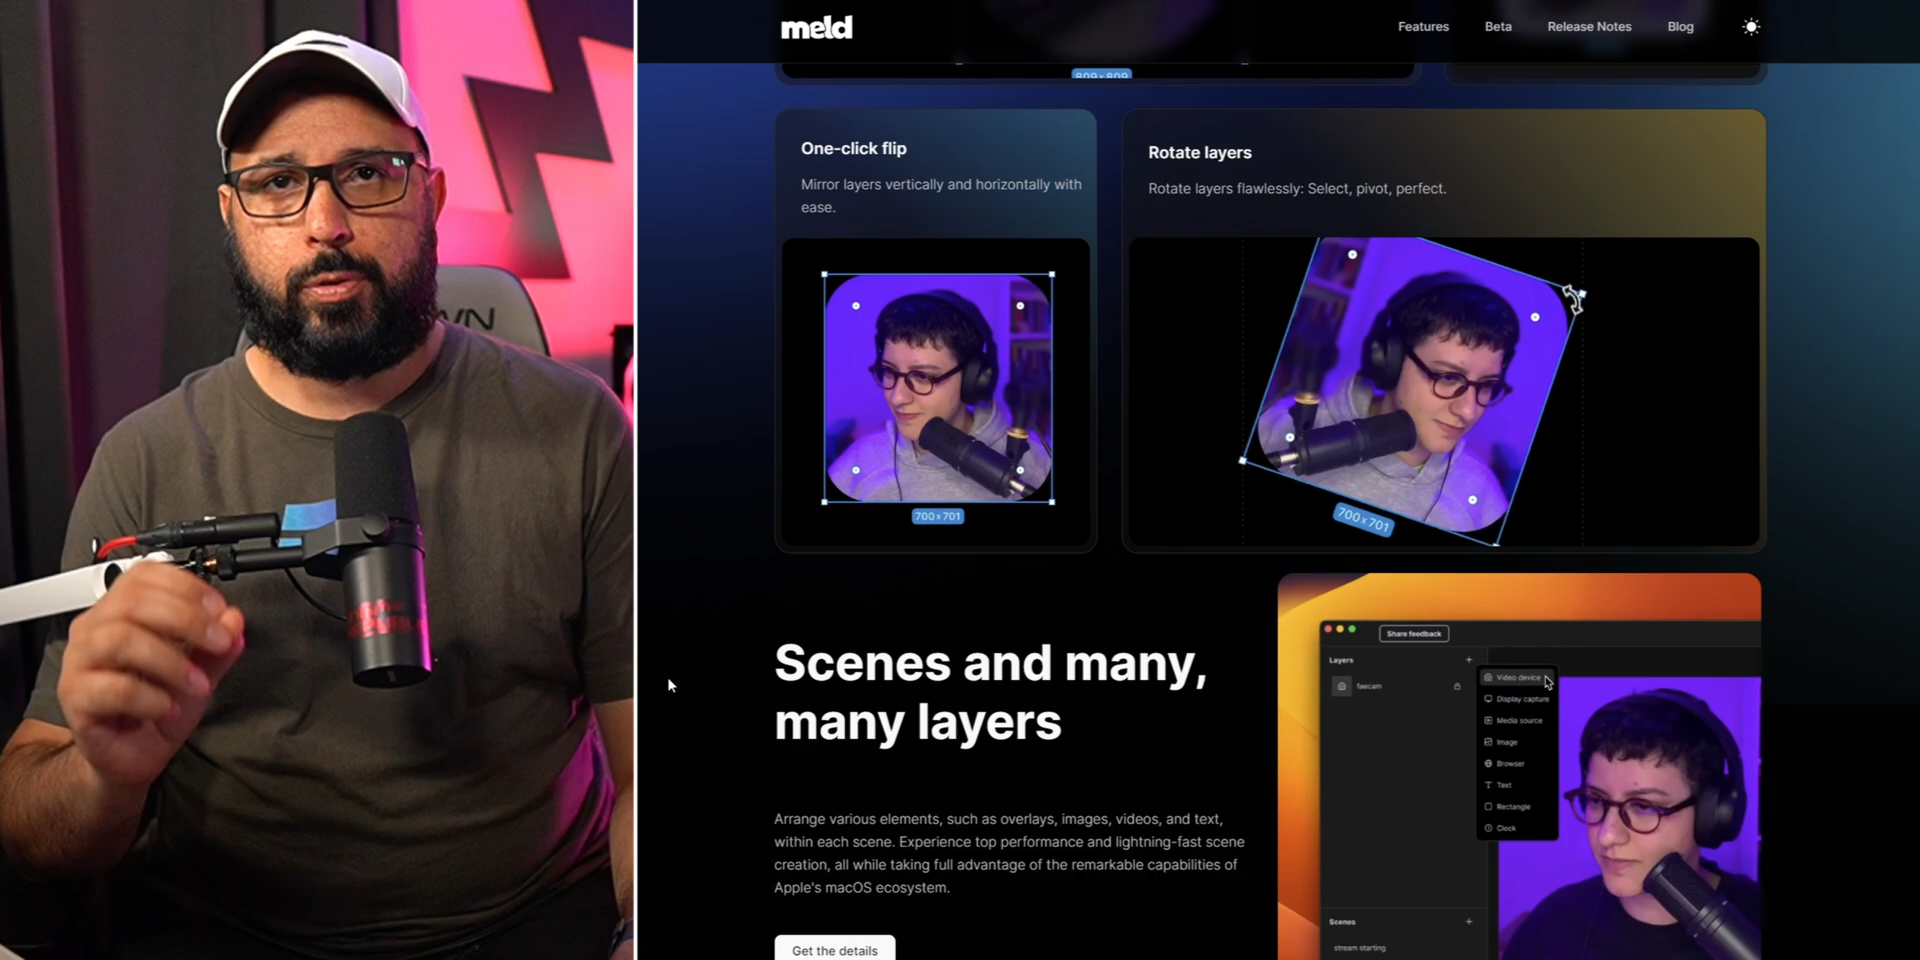 meld
Features
Beta
Release Notes
Blog
809 x 809
One-click flip
Mirror layers vertically and horizontally with
ease.
700 x 701
Rotate layers
Rotate layers flawlessly: Select, pivot, perfect.
700 x 701
Scenes and many,
many layers
Arrange various elements, such as overlays, images, videos, and text,
within each scene. Experience top performance and lightning-fast scene
creation, all while taking full advantage of the remarkable capabilities of
Apple's macOS ecosystem.
Get the details
Share feedback
Layers
faecam
Video device
Display capture
Media source
Image
Browser
Text
Rectangle
Clock
Scenes
stream starting